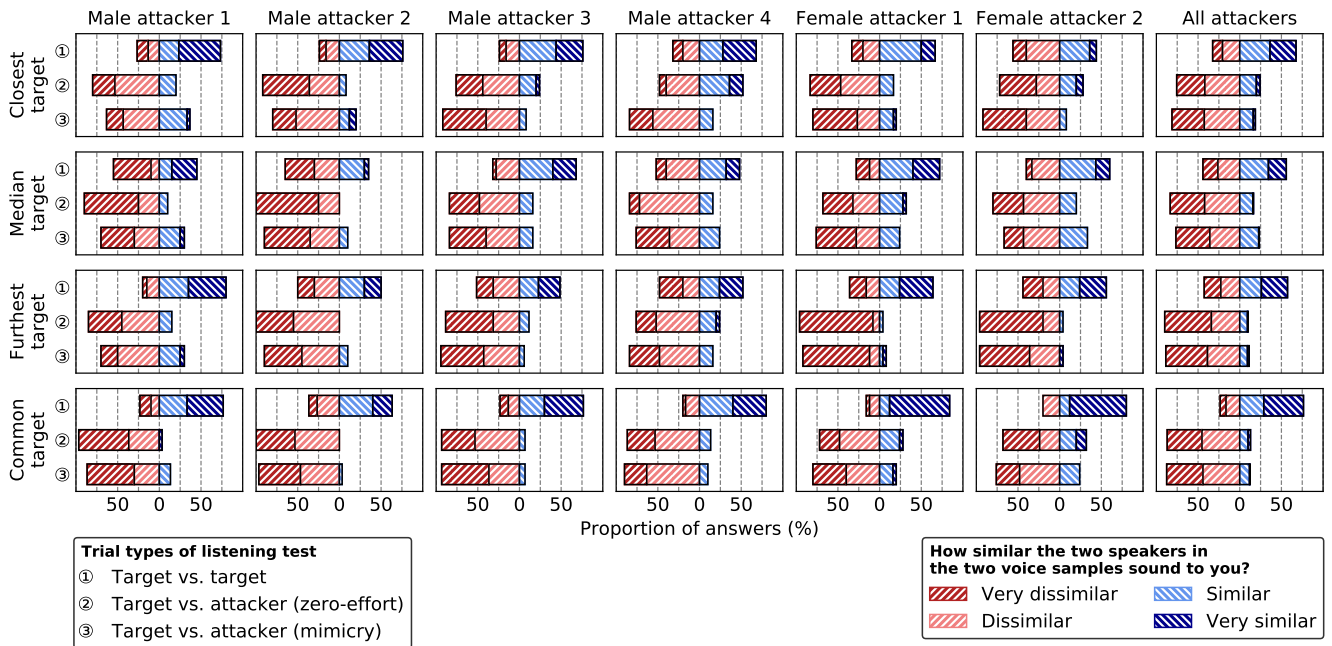 Male attacker 1 Male attacker 2 Male attacker 3 Male attacker 4 Female attacker 1 Female attacker 2 All attackers
Closest
target
①
②
③
Median
target
①
②
③
Furthest
target
①
②
③
Common
target
①
②
③
50 0 50 50 0 50 50 0 50 50 0 50 50 0 50 50 0 50 50 0 50
Proportion of answers (%)
Trial types of listening test
① Target vs. target
② Target vs. attacker (zero-effort)
③ Target vs. attacker (mimicry)
How similar the two speakers in
the two voice samples sound to you?
Very dissimilar Similar
Dissimilar Very similar